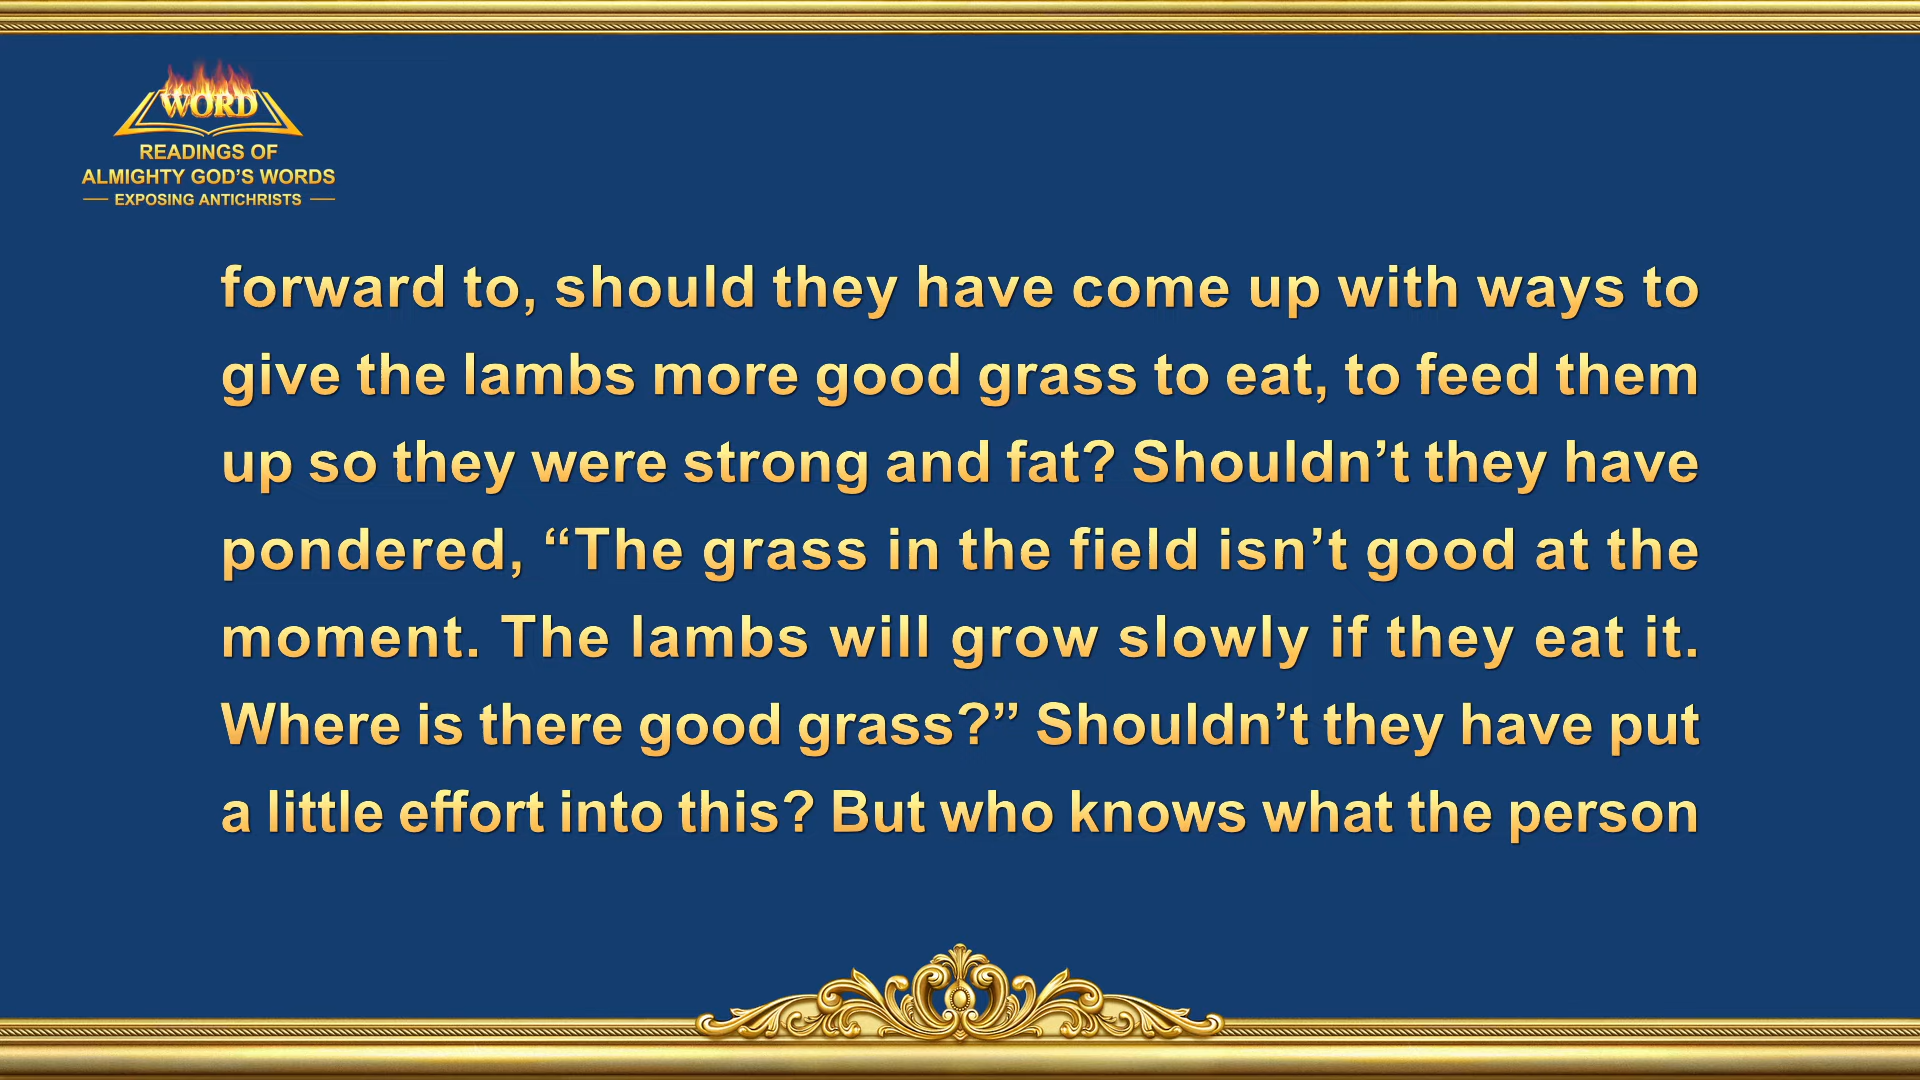 WORD
READINGS OF
ALMIGHTY GOD’S WORDS
EXPOSING ANTICHRISTS
forward to, should they have come up with ways to
give the lambs more good grass to eat, to feed them
up so they were strong and fat? Shouldn’t they have
pondered, “The grass in the field isn’t good at the
moment. The lambs will grow slowly if they eat it.
Where is there good grass?” Shouldn’t they have put
a little effort into this? But who knows what the person